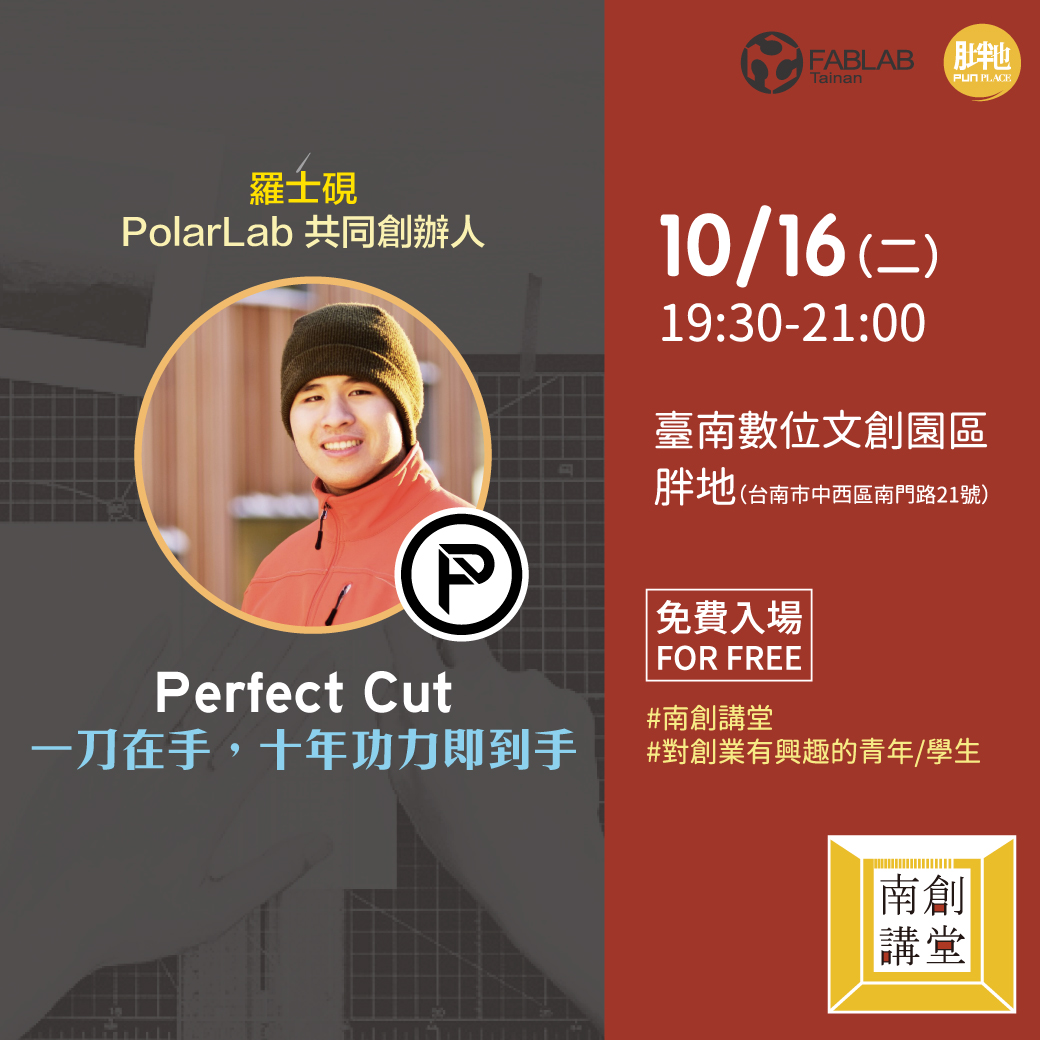 FABLAB
Tainan
胖地
PUN PLACE
羅士硯
PolarLab 共同創辦人
P
Perfect Cut
一刀在手，十年功力即到手
10/16(二)
19:30-21:00
臺南數位文創園區
胖地(台南市中西區南門路21號)
免費入場
FOR FREE
#南創講堂
#對創業有興趣的青年/學生
南創
講堂